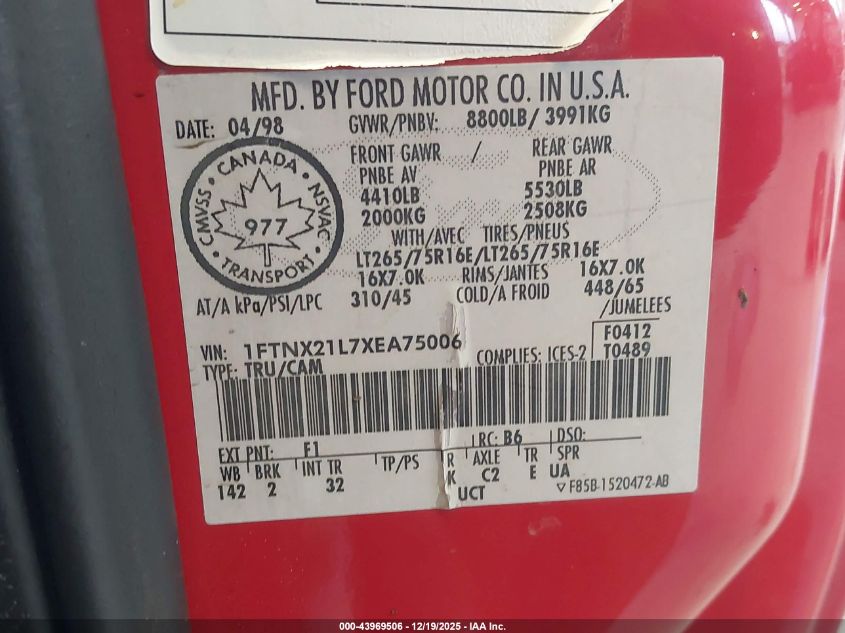 MFD. BY FORD MOTOR CO. IN U.S.A.
DATE: 04/98 GVWR/PNBV: 8800LB/ 3991KG
FRONT GAWR / REAR GAWR
PNBE AV PNBE AR
4410LB 5530LB
2000KG 2508KG
WITH/AVEC TIRES/PNEUS
LT265/75R16E/LT265/75R16E
16X7.0K RIMS/JANTES 16X7.0K
AT/A kPa/PSI/LPC 310/45 COLD/A FROID 448/65
/JUMELEES
CANADA
CMVSS 977 NSVAC
TRANSPORT
VIN: 1FTNX21L7XEA75006 F0412
TYPE: TRU/CAM COMPLIES: ICES-2 T0489
EXT PNT: F1 RC: B6 DSO:
WB BRK INT TR TP/PS R AXLE TR SPR
142 2 32 K C2 E UA
UCT ▽ F85B-1520472-AB
000-43969506 - 12/19/2025 - IAA Inc.